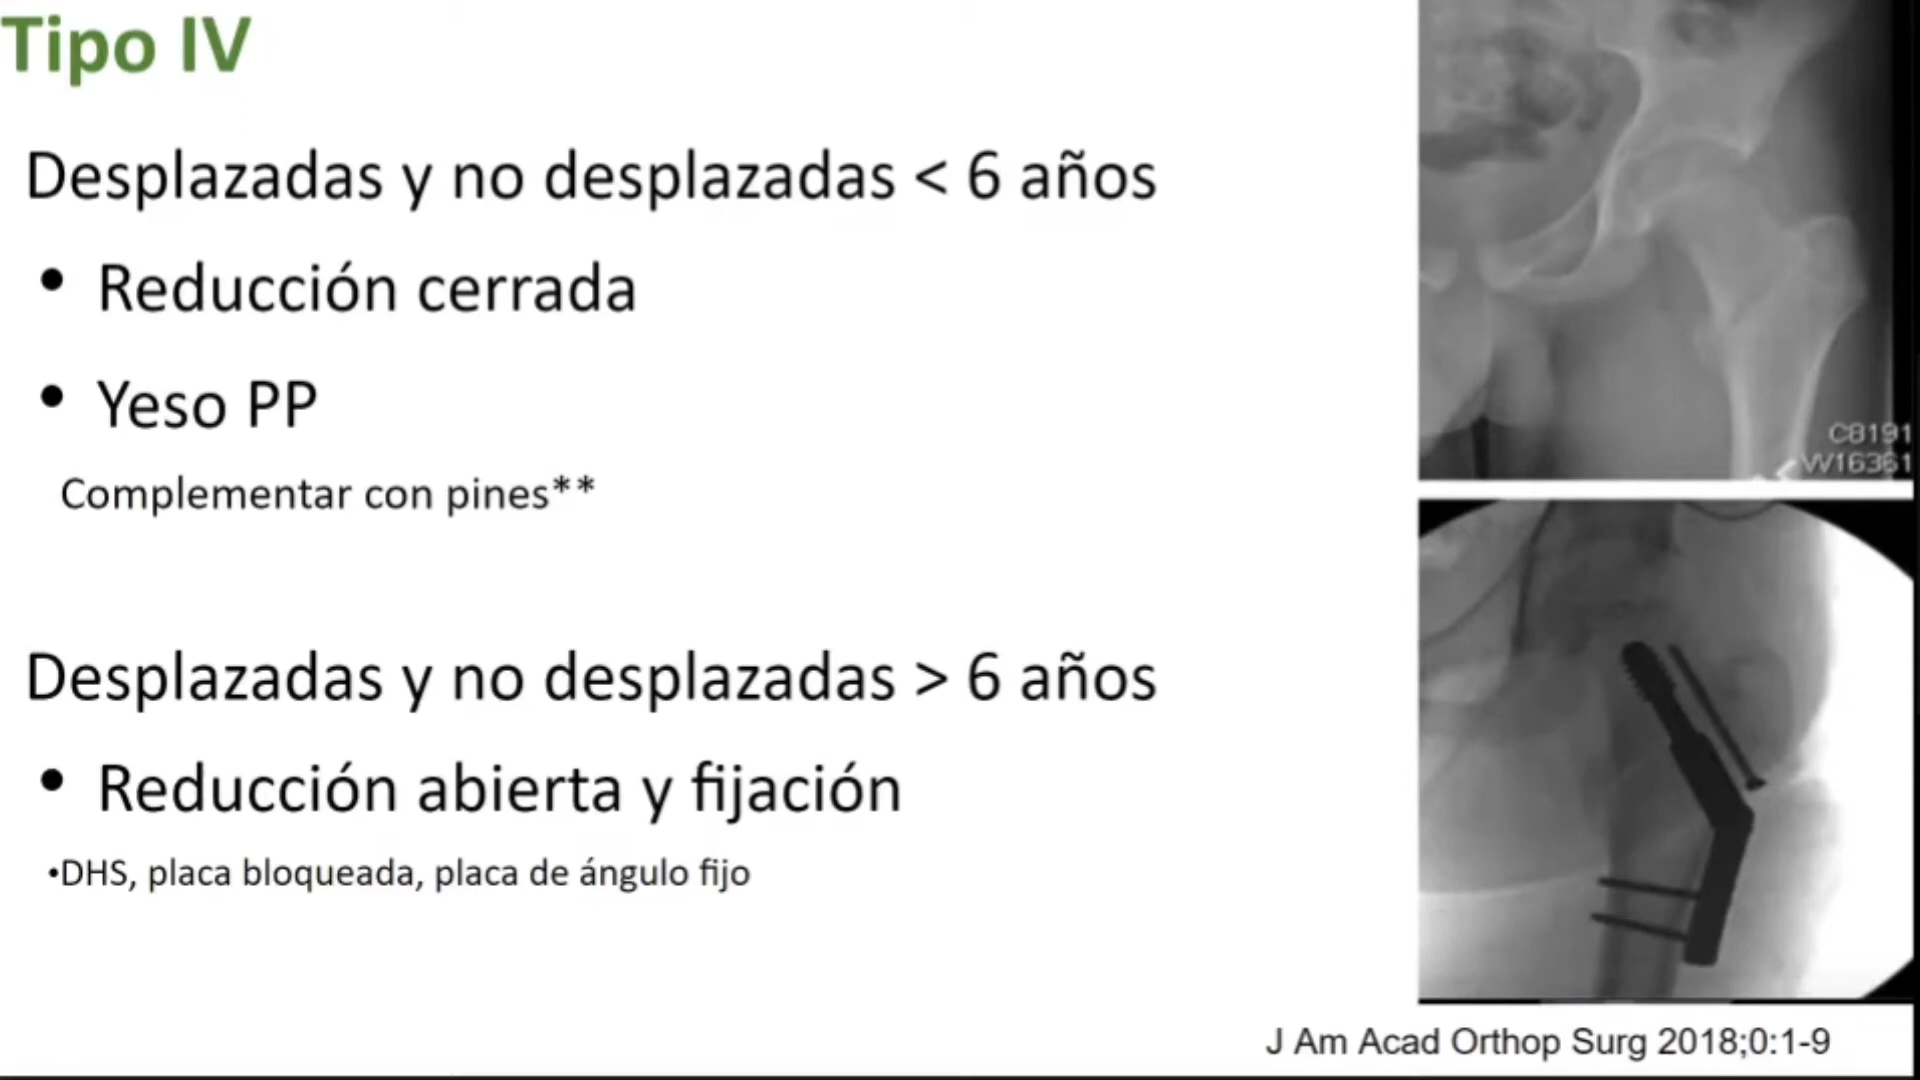 Tipo IV
Desplazadas y no desplazadas < 6 años
• Reducción cerrada
• Yeso PP
Complementar con pines**
Desplazadas y no desplazadas > 6 años
• Reducción abierta y fijación
•DHS, placa bloqueada, placa de ángulo fijo
C8191
W16361
J Am Acad Orthop Surg 2018;0:1-9